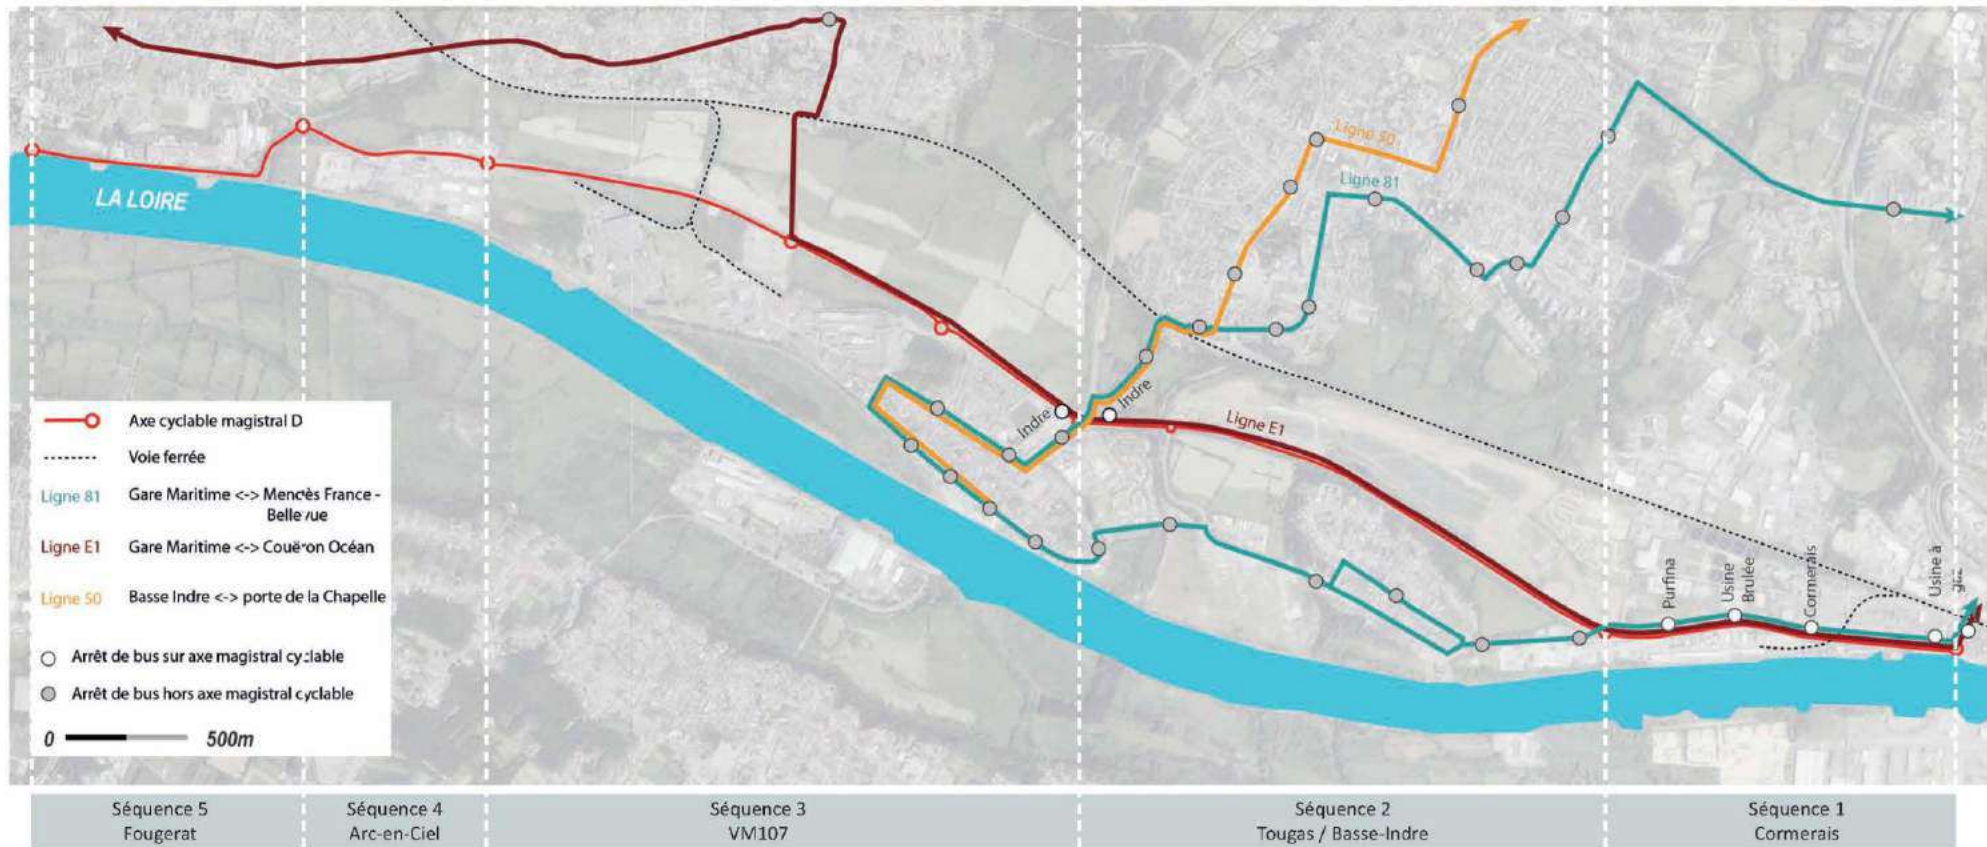 Ligne 50
Ligne 81
LA LOIRE
Indre
Indre
Ligne E1
Purfina
Usine
Brulée
Cormerais
Usine à
Axe cyclable magistral D
Voie ferrée
Ligne 81 Gare Maritime <-> Mendès France -
Bellevue
Ligne E1 Gare Maritime <-> Couëron Océan
Ligne 50 Basse Indre <-> porte de la Chapelle
Arrêt de bus sur axe magistral cyclable
Arrêt de bus hors axe magistral cyclable
0 500m
Séquence 5
Fougerat
Séquence 4
Arc-en-Ciel
Séquence 3
VM107
Séquence 2
Tougas / Basse-Indre
Séquence 1
Cormerais